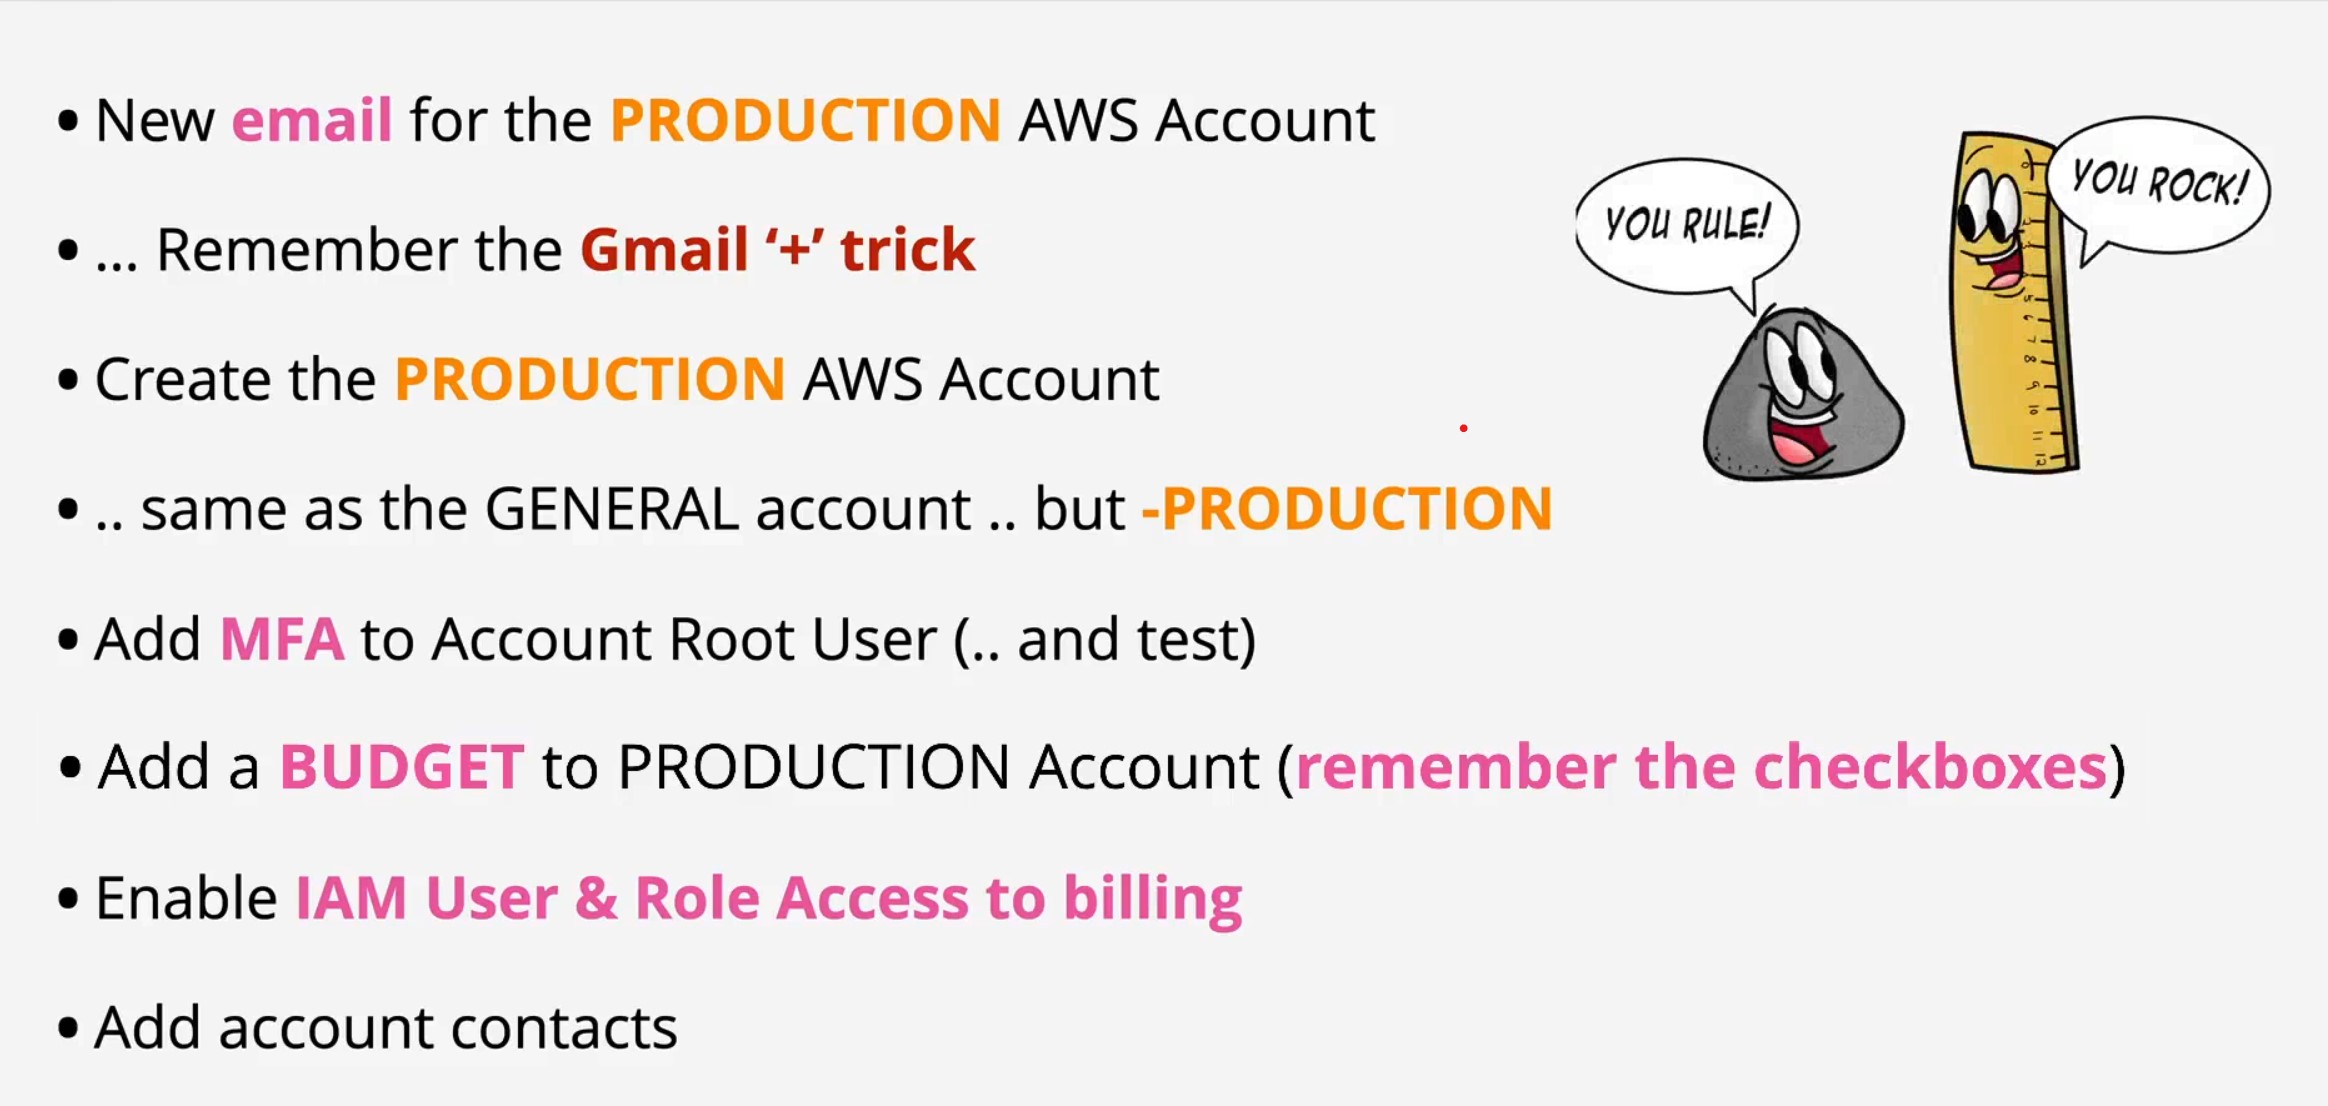 • New email for the PRODUCTION AWS Account
• ... Remember the Gmail ‘+’ trick
• Create the PRODUCTION AWS Account
• .. same as the GENERAL account .. but -PRODUCTION
• Add MFA to Account Root User (.. and test)
• Add a BUDGET to PRODUCTION Account (remember the checkboxes)
• Enable IAM User & Role Access to billing
• Add account contacts
YOU RULE!
YOU ROCK!